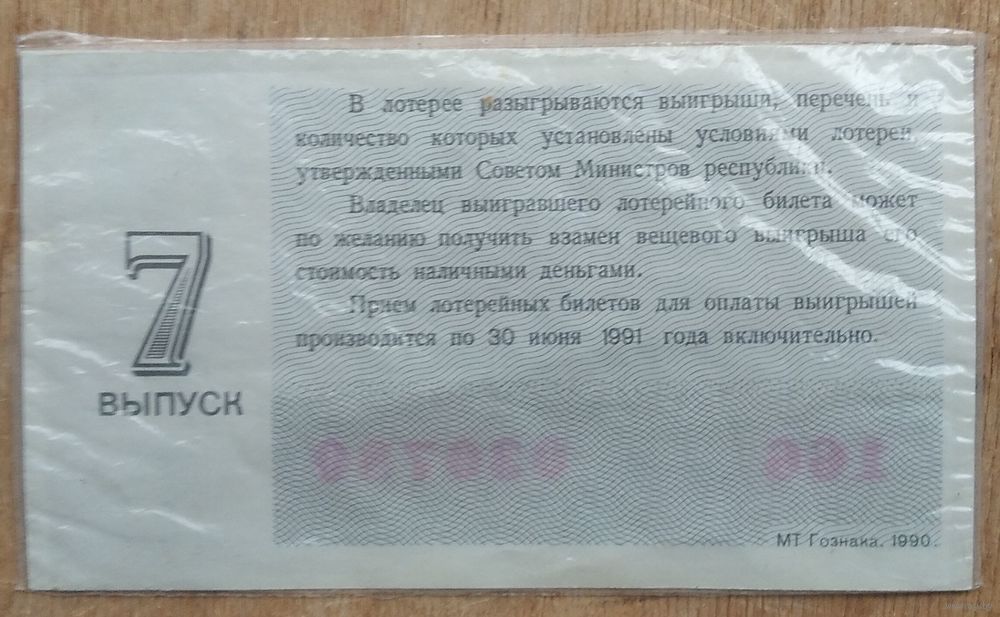 В лотерее разыгрываются выигрыши, перечень и
количество которых установлены условиями лотереи,
утвержденными Советом Министров республики.
Владелец выигравшего лотерейного билета может
по желанию получить взамен вещевого выигрыша его
стоимость наличными деньгами.
Прием лотерейных билетов для оплаты выигрышей
производится по 30 июня 1991 года включительно.
7
ВЫПУСК
МТ Гознака. 1990.